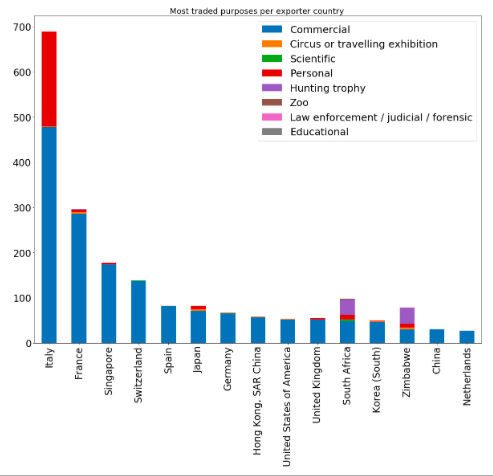 Most traded purposes per exporter country
700
600
500
400
300
200
100
0
Commercial
Circus or travelling exhibition
Scientific
Personal
Hunting trophy
Zoo
Law enforcement / judicial / forensic
Educational
Italy
France
Singapore
Switzerland
Spain
Japan
Germany
Hong Kong, SAR China
United States of America
United Kingdom
South Africa
Korea (South)
Zimbabwe
China
Netherlands